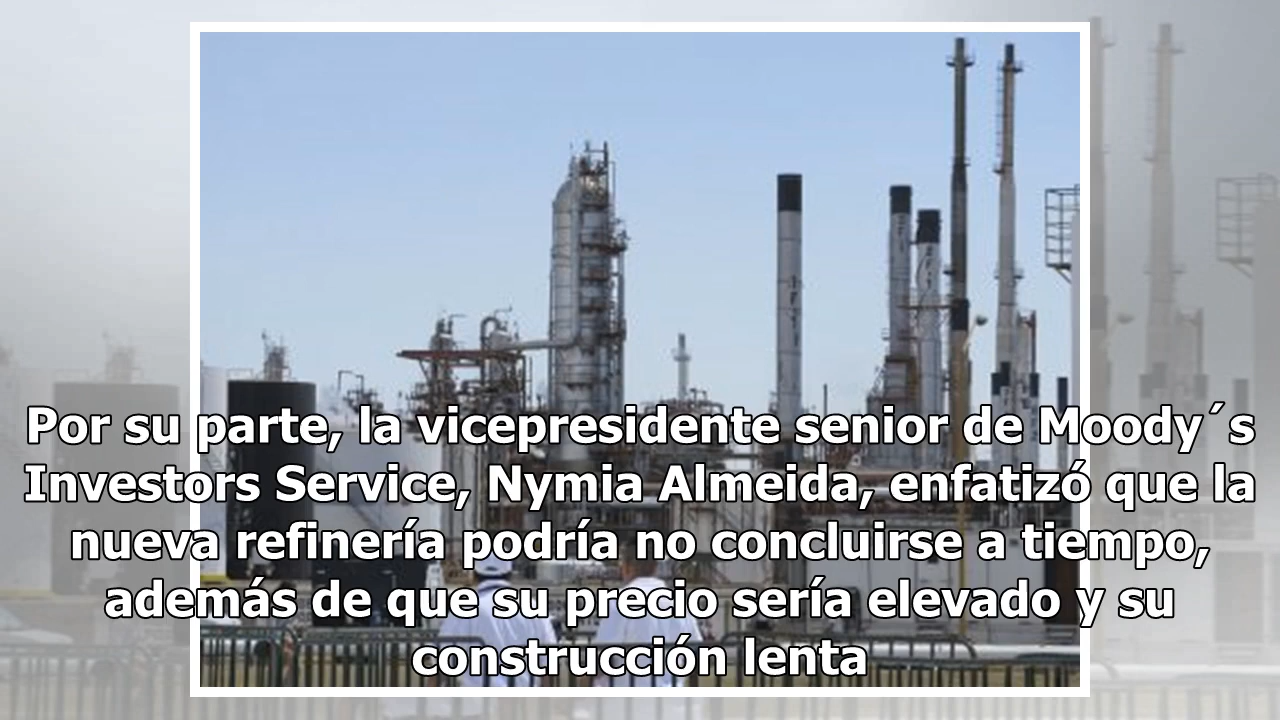 Por su parte, la vicepresidente senior de Moody´s
Investors Service, Nymia Almeida, enfatizó que la
nueva refinería podría no concluirse a tiempo,
además de que su precio sería elevado y su
construcción lenta